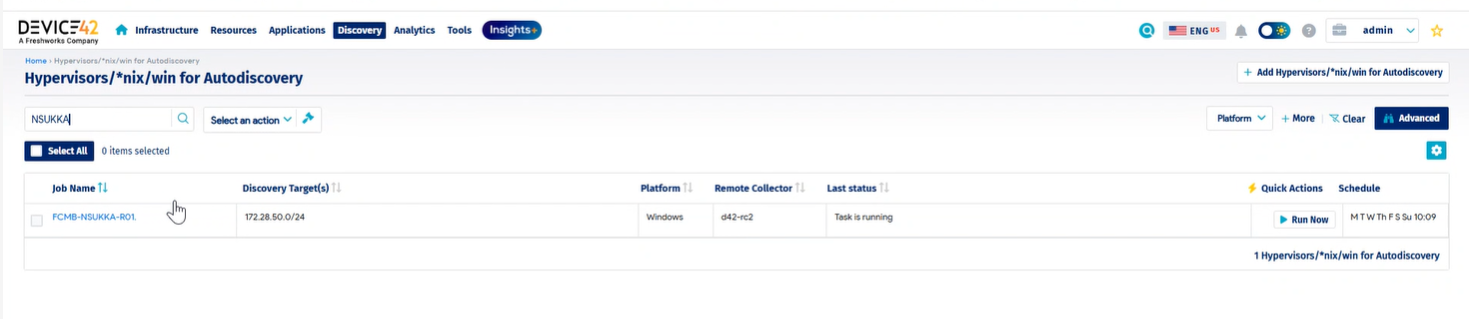 DEVICE42
A Freshworks Company
Infrastructure Resources Applications Discovery Analytics Tools Insights+ ENG US admin
Home › Hypervisors/*nix/win for Autodiscovery
Hypervisors/*nix/win for Autodiscovery
+ Add Hypervisors/*nix/win for Autodiscovery
NSUKKA Select an action Platform + More Clear Advanced
Select All 0 items selected
Job Name Discovery Target(s) Platform Remote Collector Last status Quick Actions Schedule
FCMB-NSUKKA-R01. 172.28.50.0/24 Windows d42-rc2 Task is running Run Now M T W Th F S Su 10:09
1 Hypervisors/*nix/win for Autodiscovery